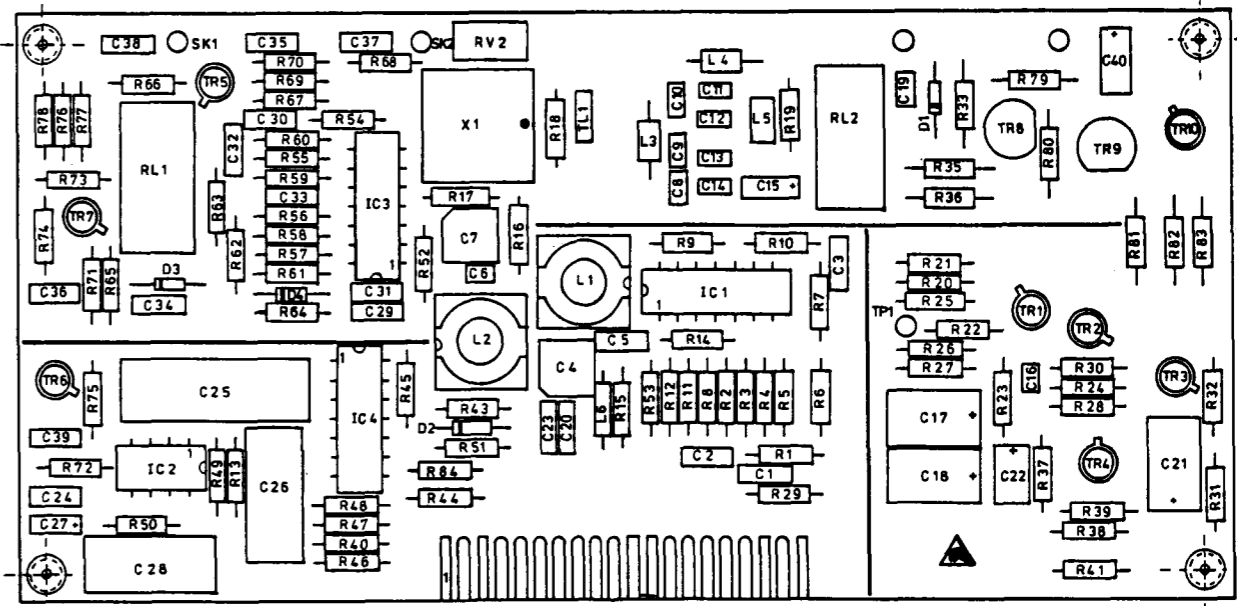 C38
SK1
C35
C37
SK2
RV2
R70
R68
R66
TR5
R69
R67
R78
R76
R77
C30
R54
X1
R18
TL1
L3
L4
C10
C11
C12
C9
C13
C8
C14
L5
R19
C15
RL2
C19
D1
R33
R79
C40
TR8
R80
TR9
TR10
R35
R36
RL1
C32
R60
R55
R59
C33
R56
R58
R57
R61
D4
R64
IC3
1
R73
TR7
R74
R63
R62
R71
R65
D3
C36
C34
C31
C29
R52
R17
C7
C6
R16
L1
L2
R9
R10
C3
IC1
1
R7
C5
R14
R81
R82
R83
R21
R20
R25
TP1
R22
R26
R27
TR1
TR2
TR6
R75
C25
1
IC4
R45
C4
R43
D2
R51
R84
R44
C23
C20
L6
R15
R53
R12
R11
R8
R2
R3
R4
R5
R6
C17
R23
C16
R30
R24
R28
TR3
R32
C39
R72
IC2
1
R49
R13
C26
C24
C27
R50
C28
R48
R47
R40
R46
C2
R1
C1
R29
C18
C22
R37
TR4
C21
R31
R39
R38
R41
1